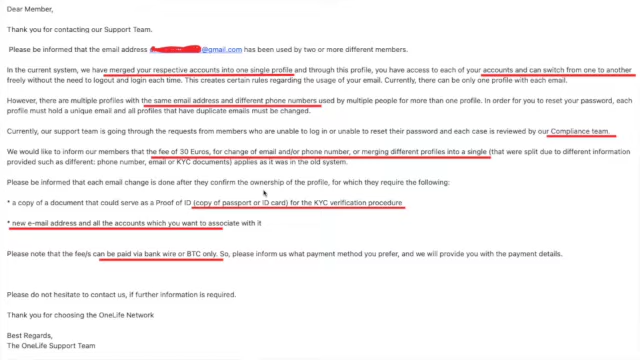 Dear Member,
Thank you for contacting our Support Team.
Please be informed that the email address @gmail.com has been used by two or more different members.
In the current system, we have merged your respective accounts into one single profile and through this profile, you have access to each of your accounts and can switch from one to another
freely without the need to logout and login each time. This creates certain rules regarding the usage of your email. Currently, there can be only one profile with each email.
However, there are multiple profiles with the same email address and different phone numbers used by multiple people for more than one profile. In order for you to reset your password, each
profile must hold a unique email and all profiles that have duplicate emails must be changed.
Currently, our support team is going through the requests from members who are unable to log in or unable to reset their password and each case is reviewed by our Compliance team.
We would like to inform our members that the fee of 30 Euros, for change of email and/or phone number, or merging different profiles into a single (that were split due to different information
provided such as different: phone number, email or KYC documents) applies as it was in the old system.
Please be informed that each email change is done after they confirm the ownership of the profile, for which they require the following:
* a copy of a document that could serve as a Proof of ID (copy of passport or ID card) for the KYC verification procedure
* new e-mail address and all the accounts which you want to associate with it
Please note that the fee/s can be paid via bank wire or BTC only. So, please inform us what payment method you prefer, and we will provide you with the payment details.
Please do not hesitate to contact us, if further information is required.
Thank you for choosing the OneLife Network
Best Regards,
The OneLife Support Team